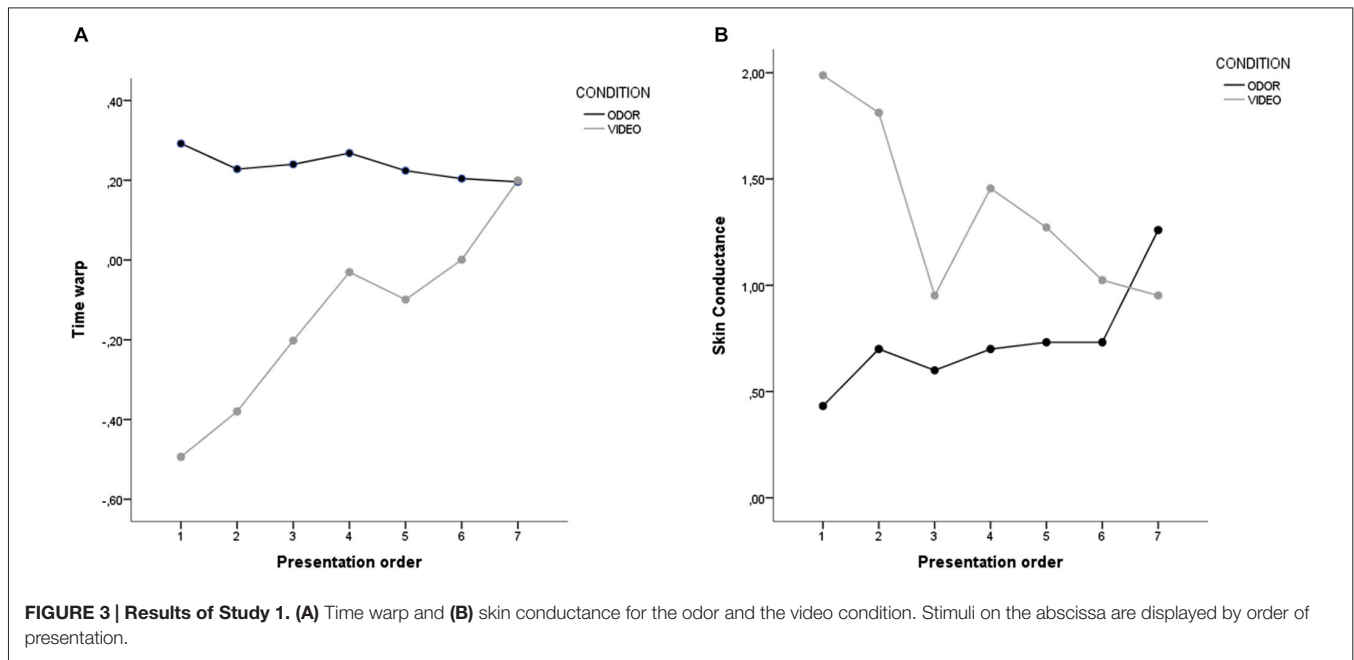 A
CONDITION
ODOR
VIDEO
,40
,20
,00
-,20
-,40
-,60
Time warp
1 2 3 4 5 6 7
Presentation order
B
CONDITION
ODOR
VIDEO
2,00
1,50
1,00
,50
,00
Skin Conductance
1 2 3 4 5 6 7
Presentation order
FIGURE 3 | Results of Study 1. (A) Time warp and (B) skin conductance for the odor and the video condition. Stimuli on the abscissa are displayed by order of
presentation.